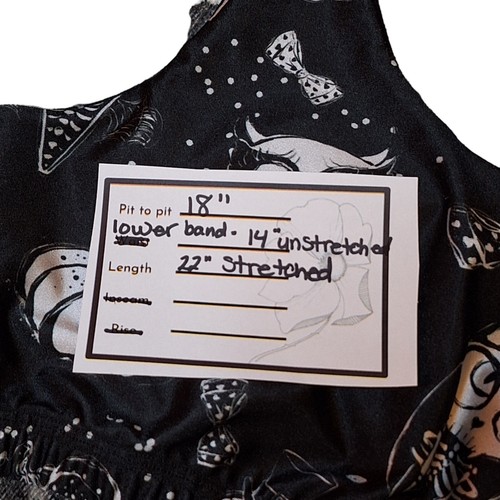 Pit to pit 18"
lower band - 14" unstretched
Length 22" stretched
Inseam
Rise